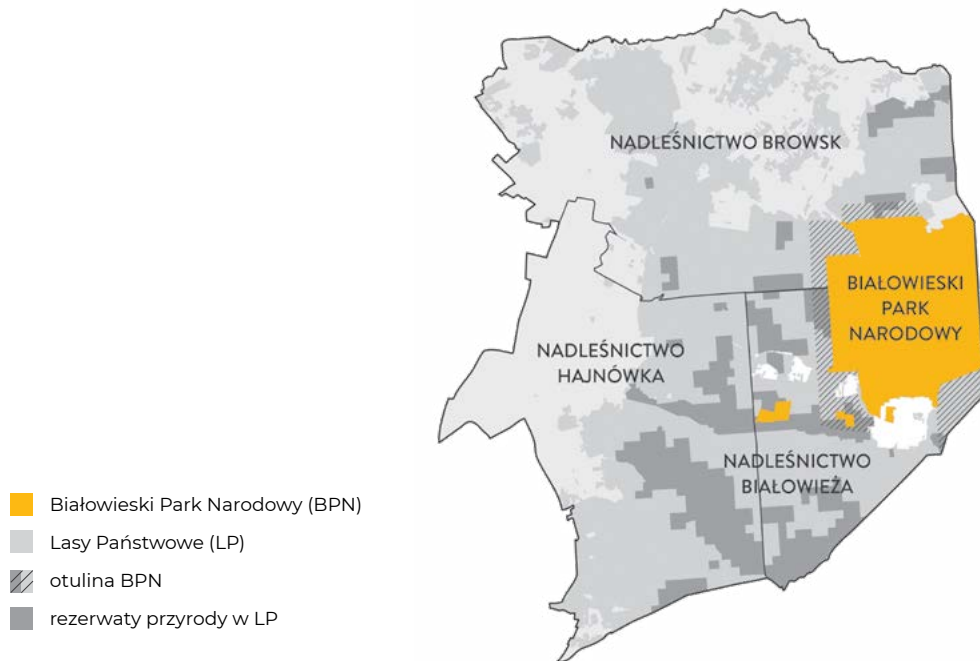 NADLEŚNICTWO BROWSK
BIAŁOWIESKI
PARK
NARODOWY
NADLEŚNICTWO
HAJNÓWKA
NADLEŚNICTWO
BIAŁOWIEŻA
Białowieski Park Narodowy (BPN)
Lasy Państwowe (LP)
otulina BPN
rezerwaty przyrody w LP